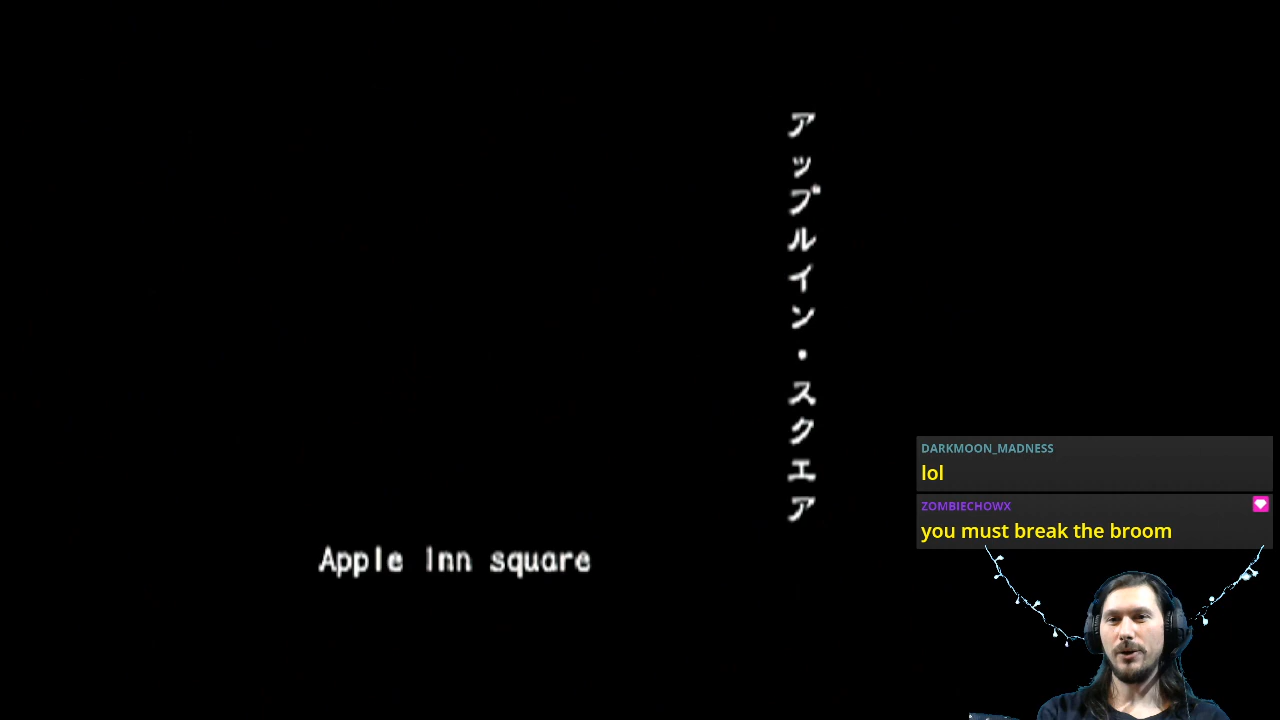 アップルイン・スクエア
Apple Inn square
DARKMOON_MADNESS
lol
ZOMBIECHOWX
you must break the broom